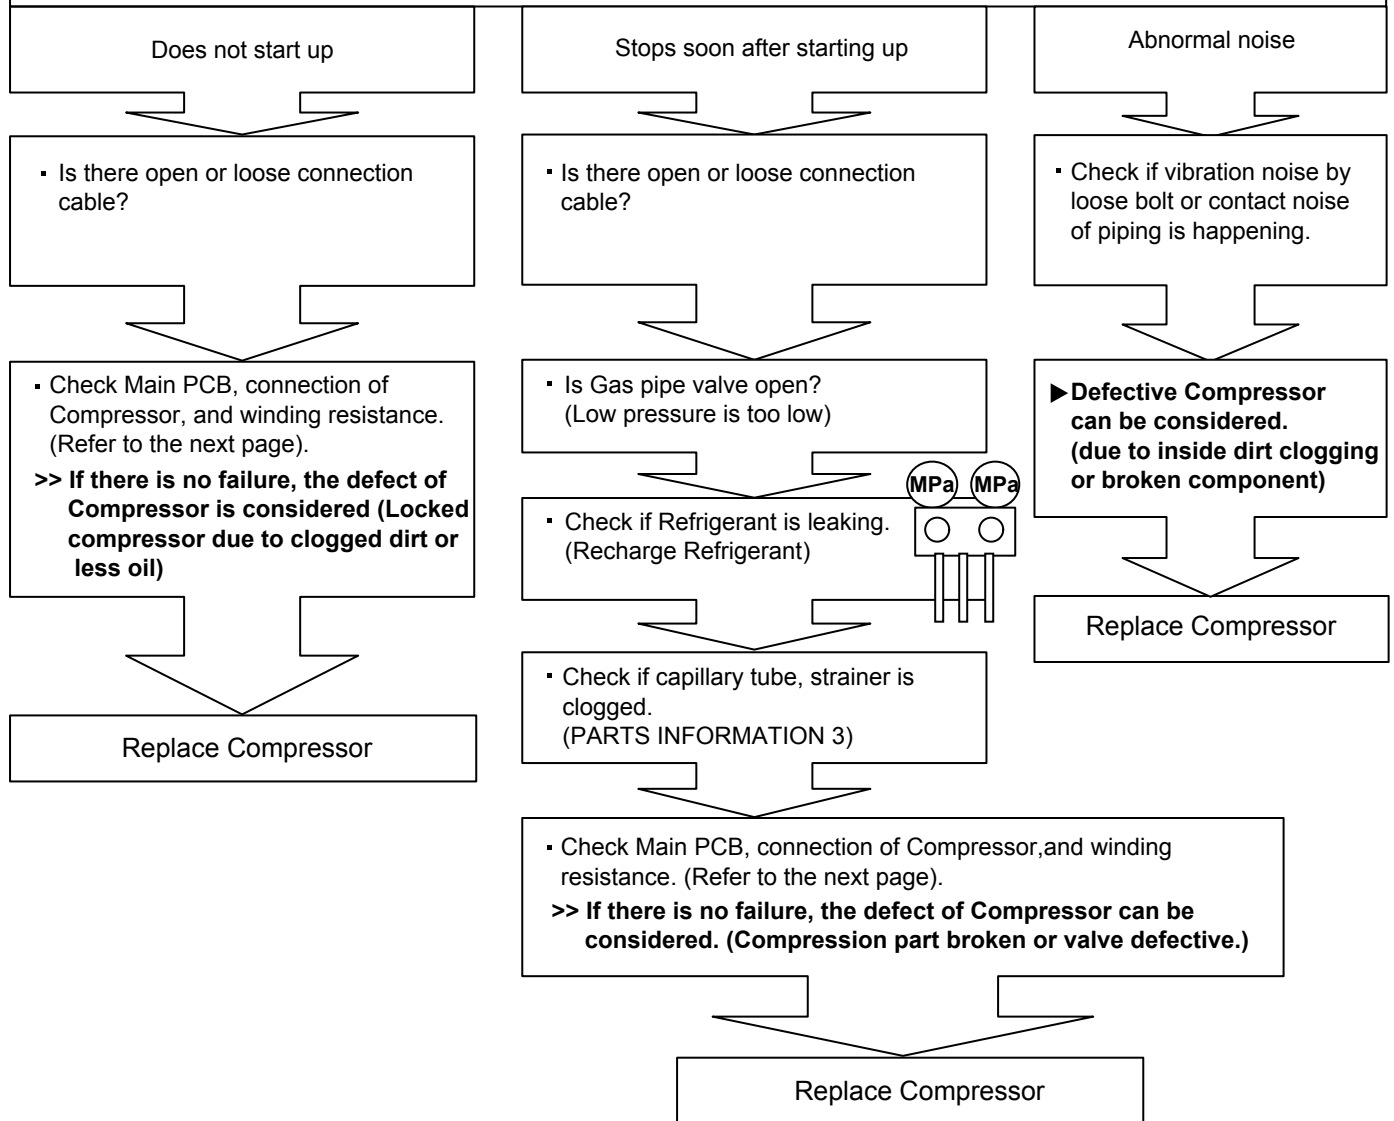 Does not start up
▪ Is there open or loose connection
cable?
▪ Check Main PCB, connection of
Compressor, and winding resistance.
(Refer to the next page).
>> If there is no failure, the defect of
Compressor is considered (Locked
compressor due to clogged dirt or
less oil)
Replace Compressor
Stops soon after starting up
▪ Is there open or loose connection
cable?
▪ Is Gas pipe valve open?
(Low pressure is too low)
▪ Check if Refrigerant is leaking.
(Recharge Refrigerant)
MPa MPa
▪ Check if capillary tube, strainer is
clogged.
(PARTS INFORMATION 3)
▪ Check Main PCB, connection of Compressor,and winding
resistance. (Refer to the next page).
>> If there is no failure, the defect of Compressor can be
considered. (Compression part broken or valve defective.)
Replace Compressor
Abnormal noise
▪ Check if vibration noise by
loose bolt or contact noise
of piping is happening.
▶Defective Compressor
can be considered.
(due to inside dirt clogging
or broken component)
Replace Compressor